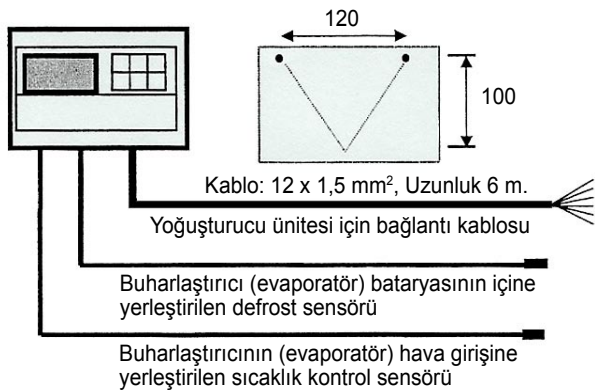 120
100
Kablo: 12 x 1,5 mm², Uzunluk 6 m.
Yoğuşturucu ünitesi için bağlantı kablosu
Buharlaştırıcı (evaporatör) bataryasının içine
yerleştirilen defrost sensörü
Buharlaştırıcının (evaporatör) hava girişine
yerleştirilen sıcaklık kontrol sensörü